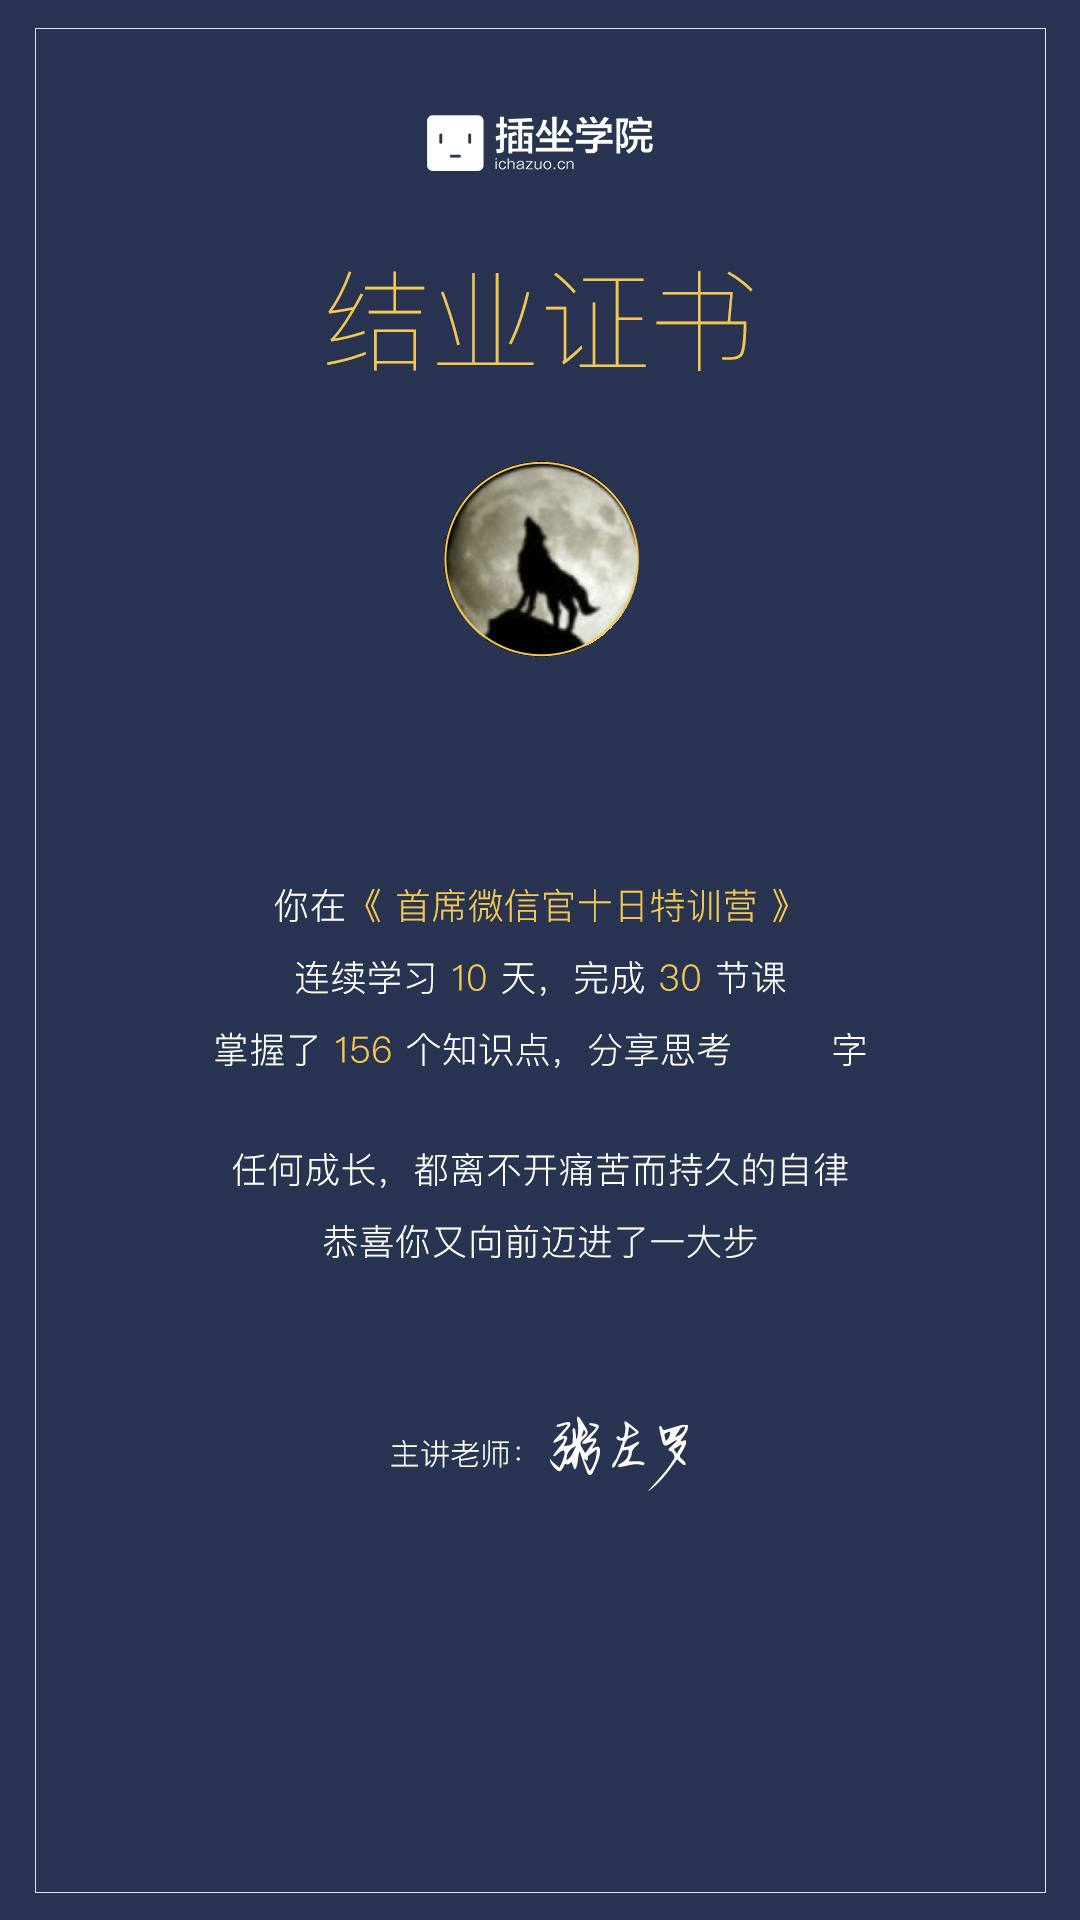 插坐学院
ichazuo.cn
结业证书
你在《 首席微信官十日特训营 》
连续学习 10 天，完成 30 节课
掌握了 156 个知识点，分享思考 字
任何成长，都离不开痛苦而持久的自律
恭喜你又向前迈进了一大步
主讲老师：粥左罗